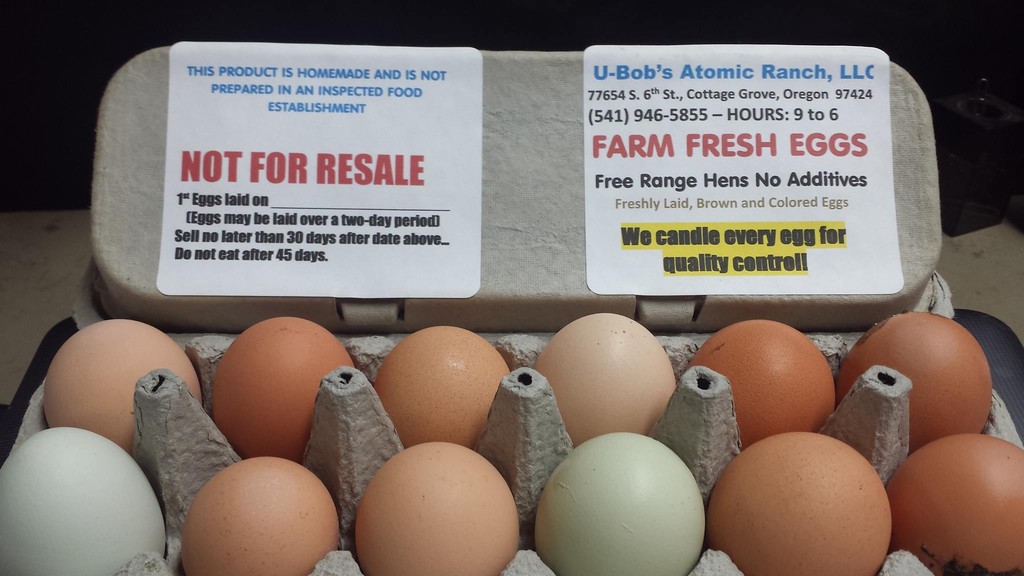 THIS PRODUCT IS HOMEMADE AND IS NOT
PREPARED IN AN INSPECTED FOOD
ESTABLISHMENT
NOT FOR RESALE
1st Eggs laid on ____________________
(Eggs may be laid over a two-day period)
Sell no later than 30 days after date above...
Do not eat after 45 days.
U-Bob's Atomic Ranch, LLC
77654 S. 6th St., Cottage Grove, Oregon 97424
(541) 946-5855 – HOURS: 9 to 6
FARM FRESH EGGS
Free Range Hens No Additives
Freshly Laid, Brown and Colored Eggs
We candle every egg for
quality control!